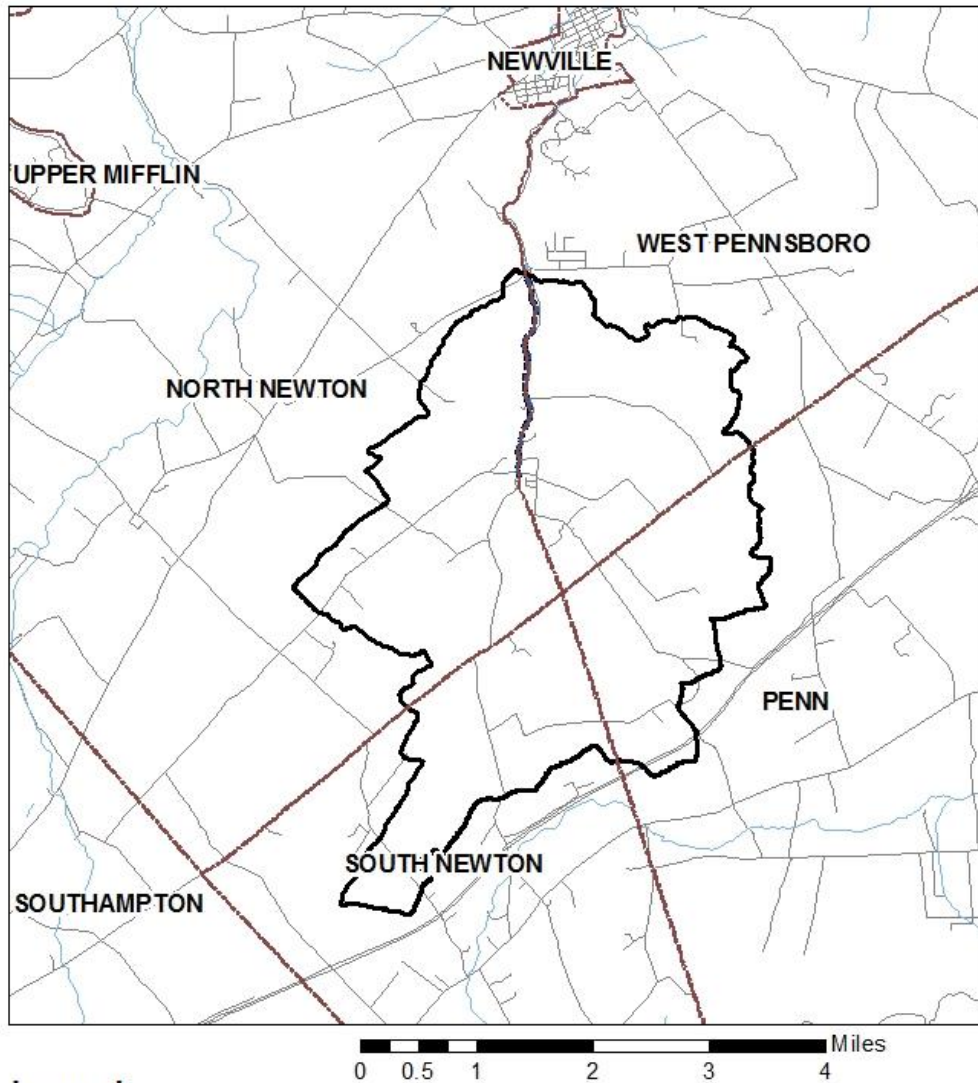 NEWVILLE
UPPER MIFFLIN
WEST PENNSBORO
NORTH NEWTON
PENN
SOUTH NEWTON
SOUTHAMPTON
Miles
0 0.5 1 2 3 4